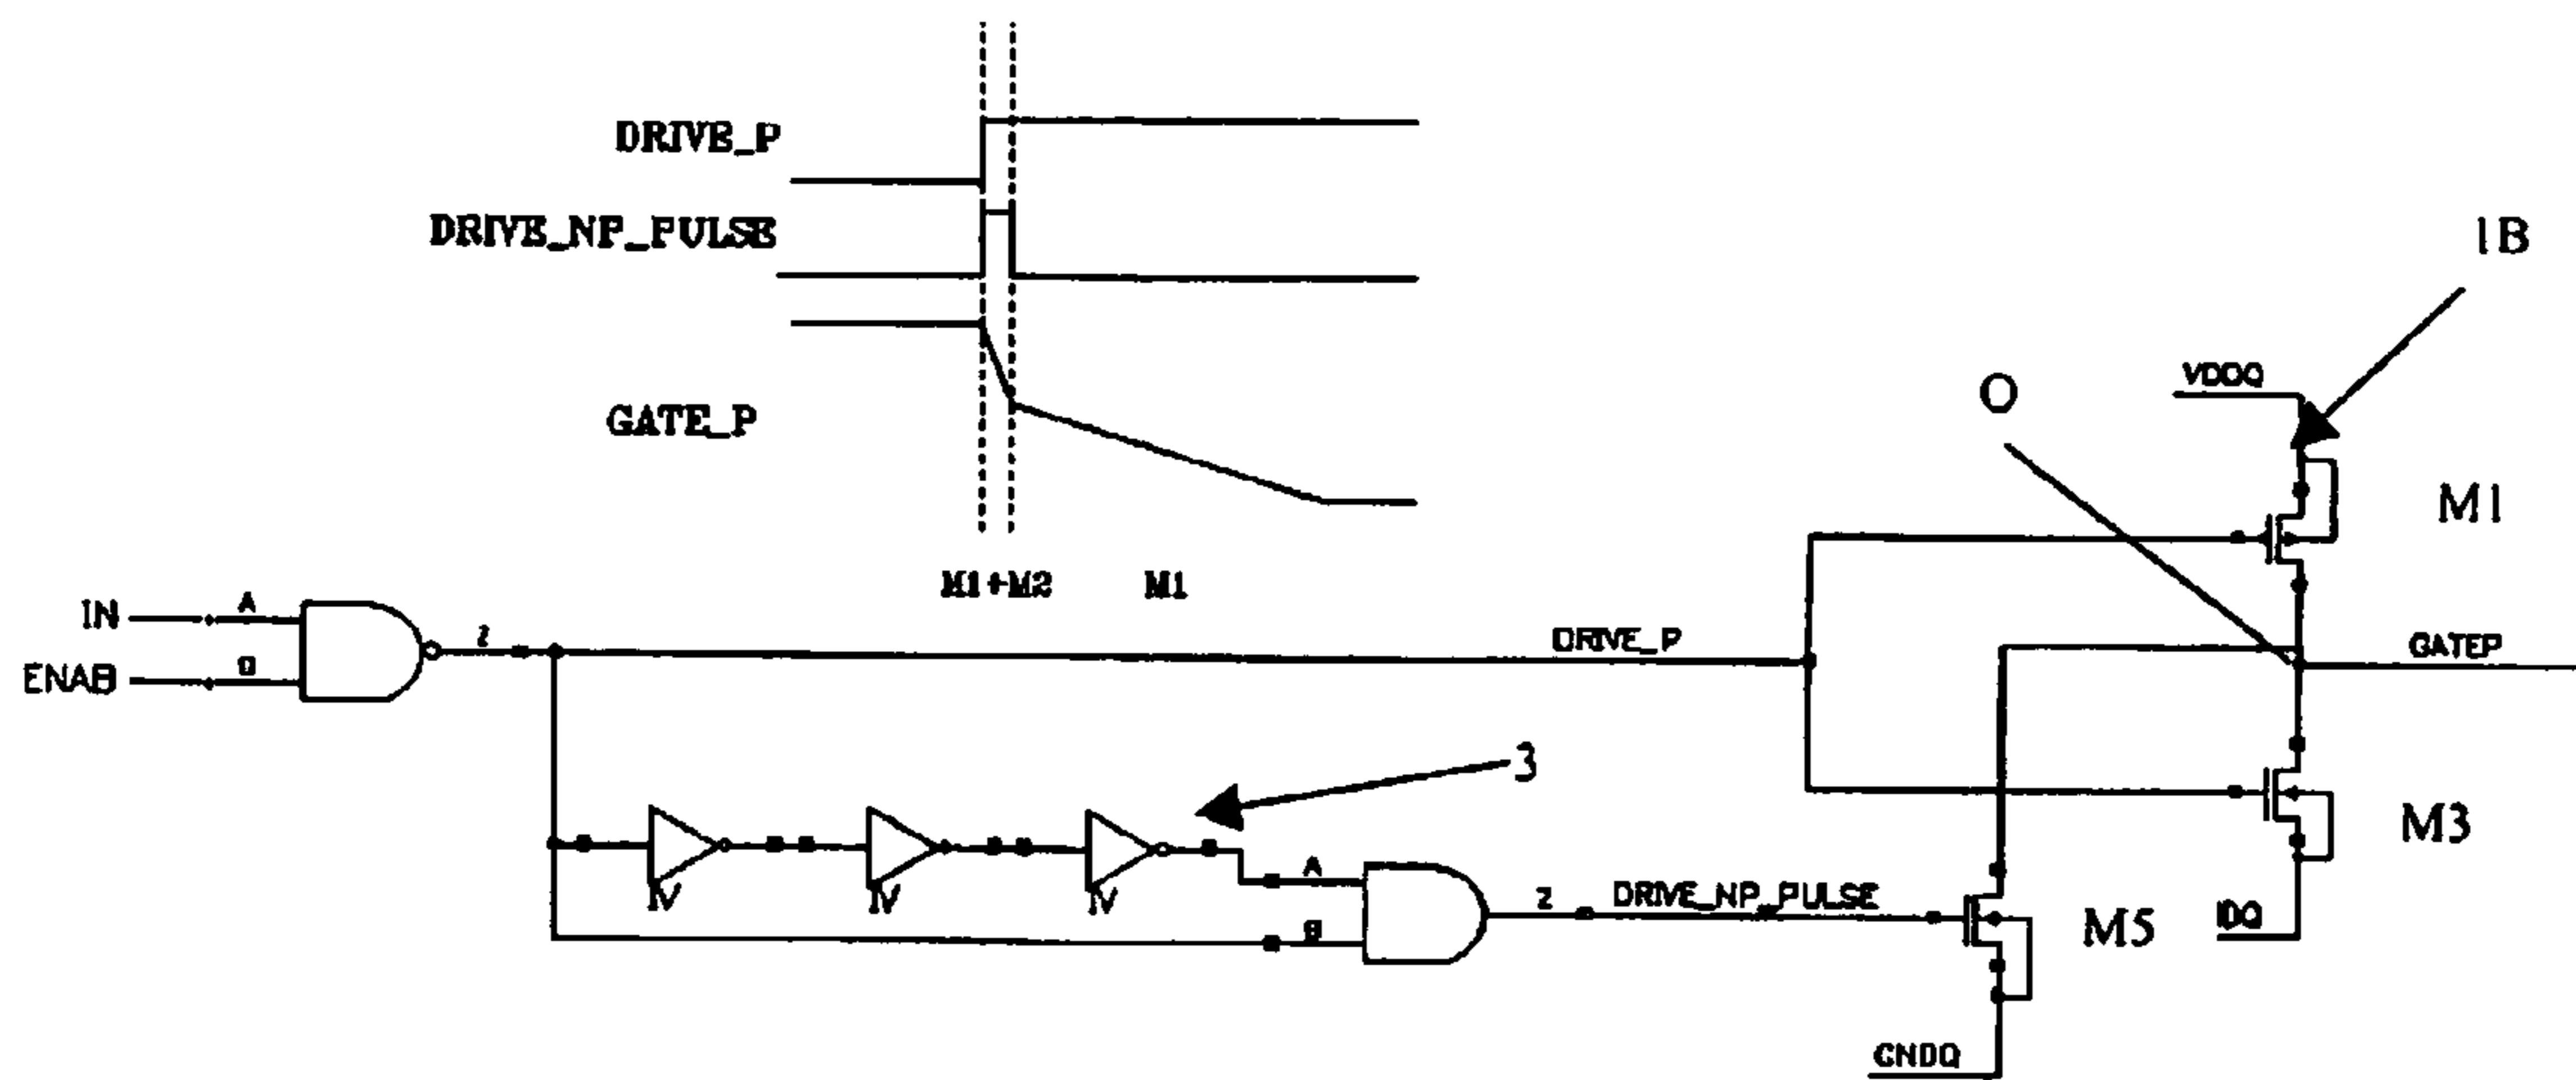 DRIVE_P
DRIVE_NP_PULSE
1B
VDDQ
O
GATE_P
M1
M1+M2 M1
IN A
Z
DRIVE_P
GATEP
ENAB
3
M3
A
IV IV IV
Z
DRIVE_NP_PULSE
B
M5
GNDQ